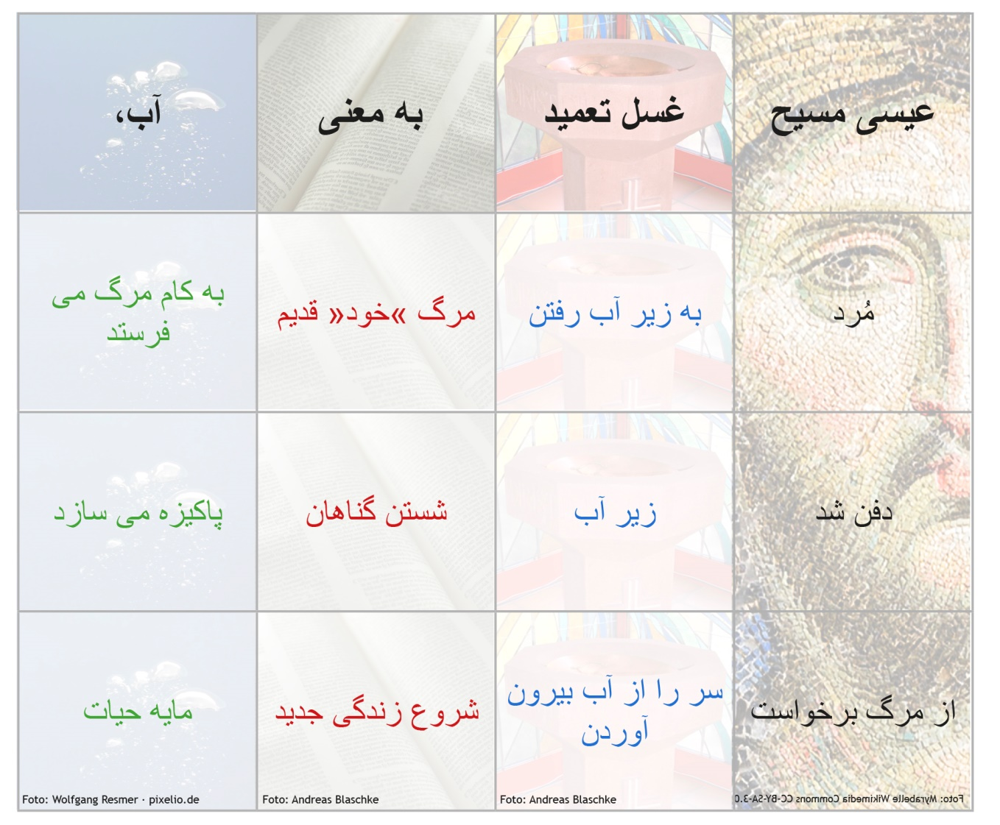 عیسی مسیح
غسل تعمید
به معنی
آب،
مُرد
به زیر آب رفتن
مرگ »خود« قدیم
به کام مرگ می
فرستد
دفن شد
زیر آب
شستن گناهان
پاکیزه می سازد
از مرگ برخواست
سر را از آب بیرون
آوردن
شروع زندگی جدید
مایه حیات
Foto: Wolfgang Resmer · pixelio.de
Foto: Andreas Blaschke
Foto: Andreas Blaschke
Foto: Myrabelle Wikimedia Commons CC-BY-SA-3.0